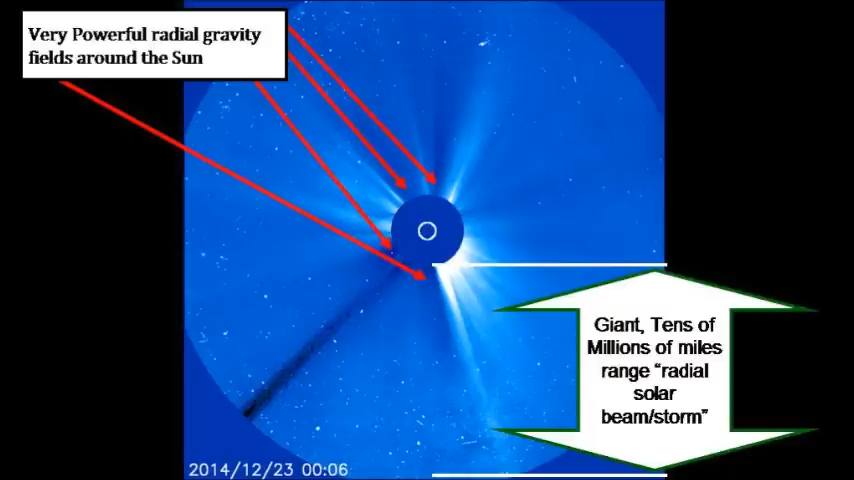 Very Powerful radial gravity
fields around the Sun
Giant, Tens of
Millions of miles
range “radial
solar
beam/storm”
2014/12/23 00:06